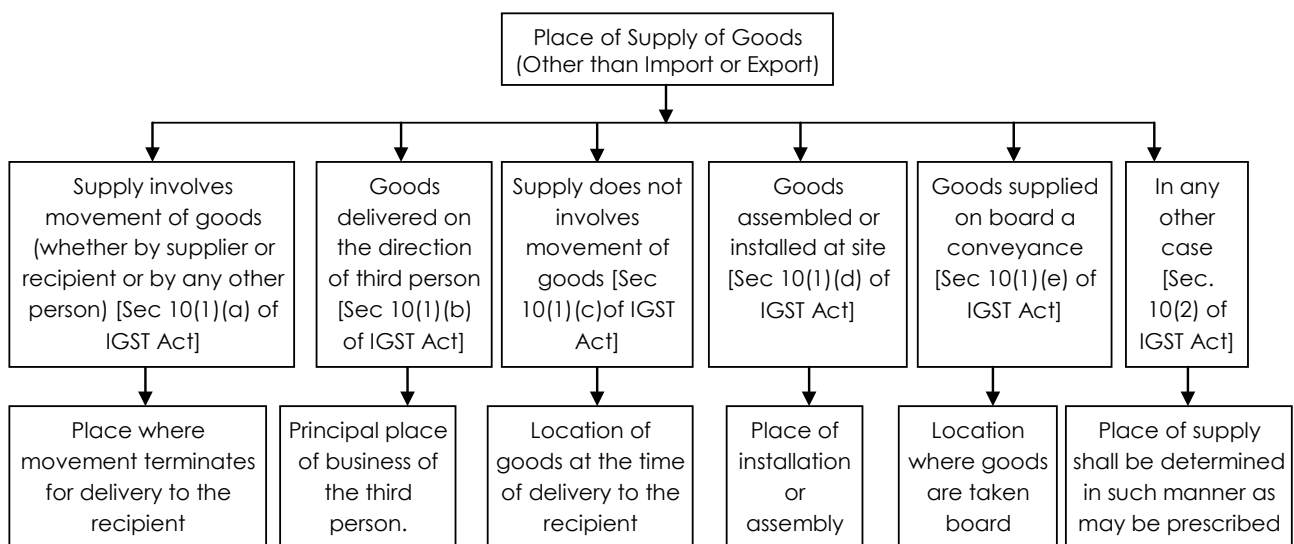 Place of Supply of Goods
(Other than Import or Export)
Supply involves
movement of goods
(whether by supplier or
recipient or by any other
person) [Sec 10(1)(a) of
IGST Act]
Goods
delivered on
the direction
of third person
[Sec 10(1)(b)
of IGST Act]
Supply does not
involves
movement of
goods [Sec
10(1)(c)of IGST
Act]
Goods
assembled or
installed at site
[Sec 10(1)(d) of
IGST Act]
Goods supplied
on board a
conveyance
[Sec 10(1)(e) of
IGST Act]
In any
other
case
[Sec.
10(2) of
IGST Act]
Place where
movement terminates
for delivery to the
recipient
Principal place
of business of
the third
person.
Location of
goods at the time
of delivery to the
recipient
Place of
installation
or
assembly
Location
where goods
are taken
board
Place of supply
shall be determined
in such manner as
may be prescribed